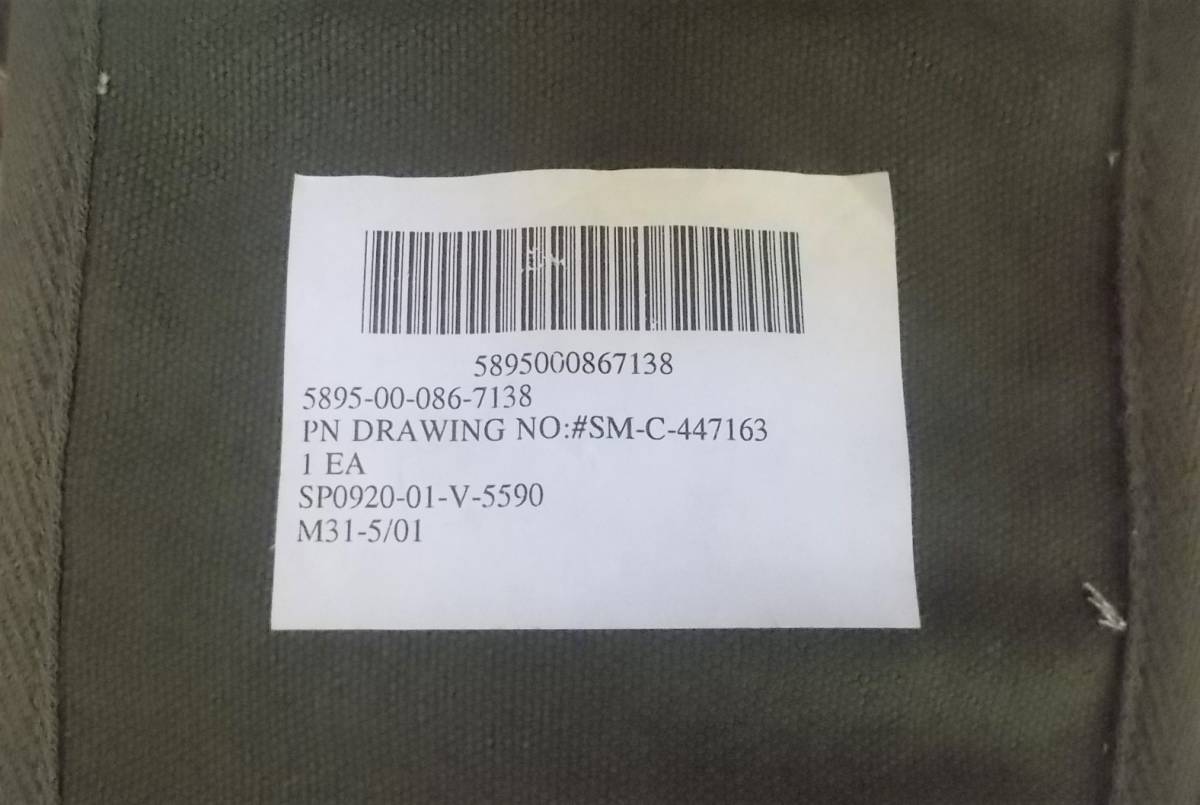 5895000867138
5895-00-086-7138
PN DRAWING NO:#SM-C-447163
1 EA
SP0920-01-V-5590
M31-5/01